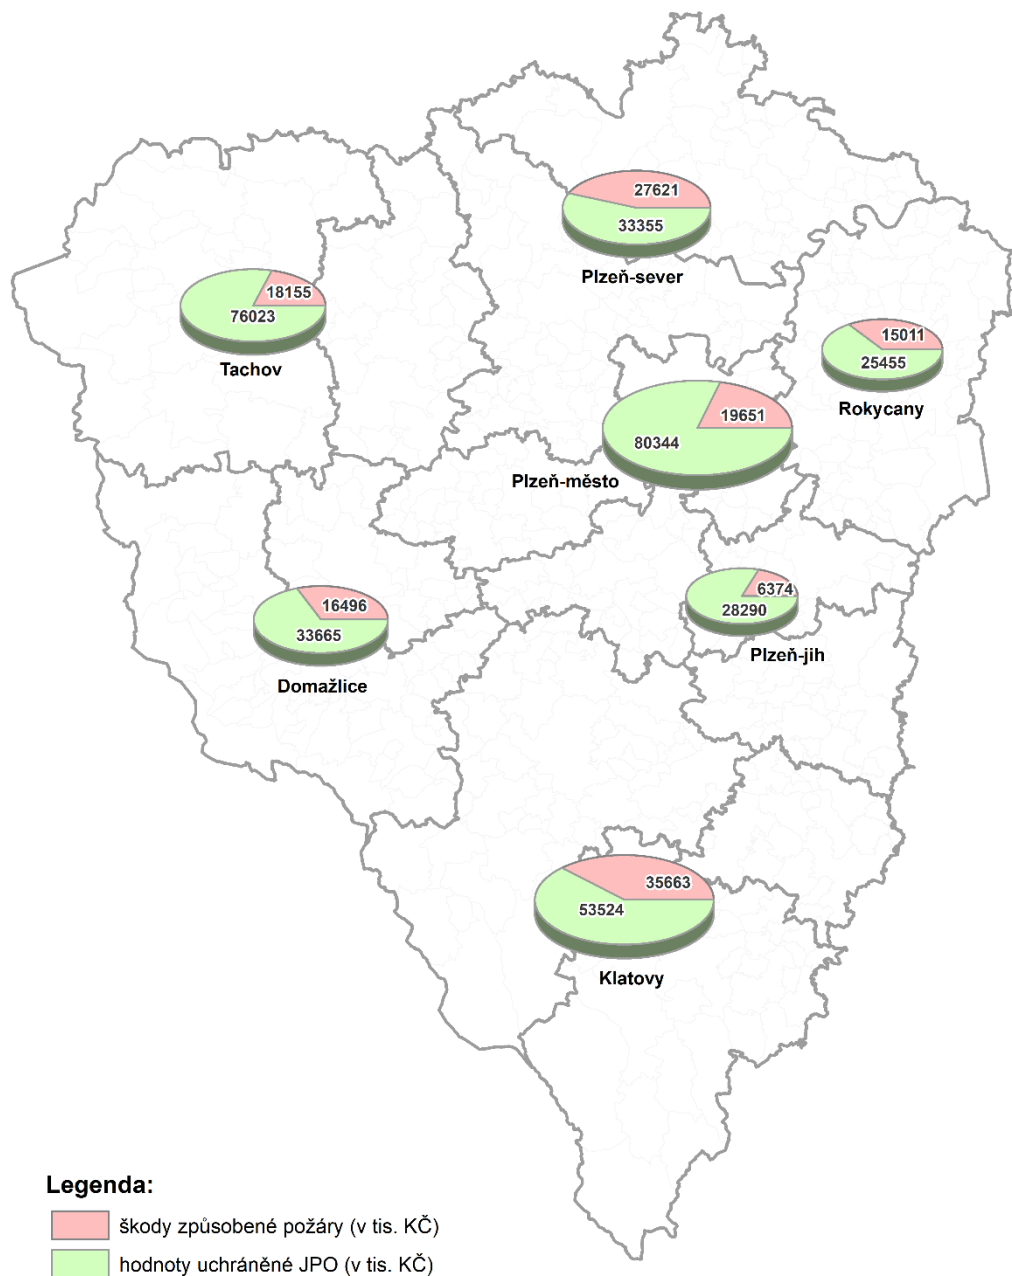 27621
33355
Plzeň-sever
18155
76023
Tachov
15011
25455
Rokycany
19651
80344
Plzeň-město
6374
28290
Plzeň-jih
16496
33665
Domažlice
35663
53524
Klatovy
Legenda:
škody způsobené požáry (v tis. KČ)
hodnoty uchráněné JPO (v tis. KČ)